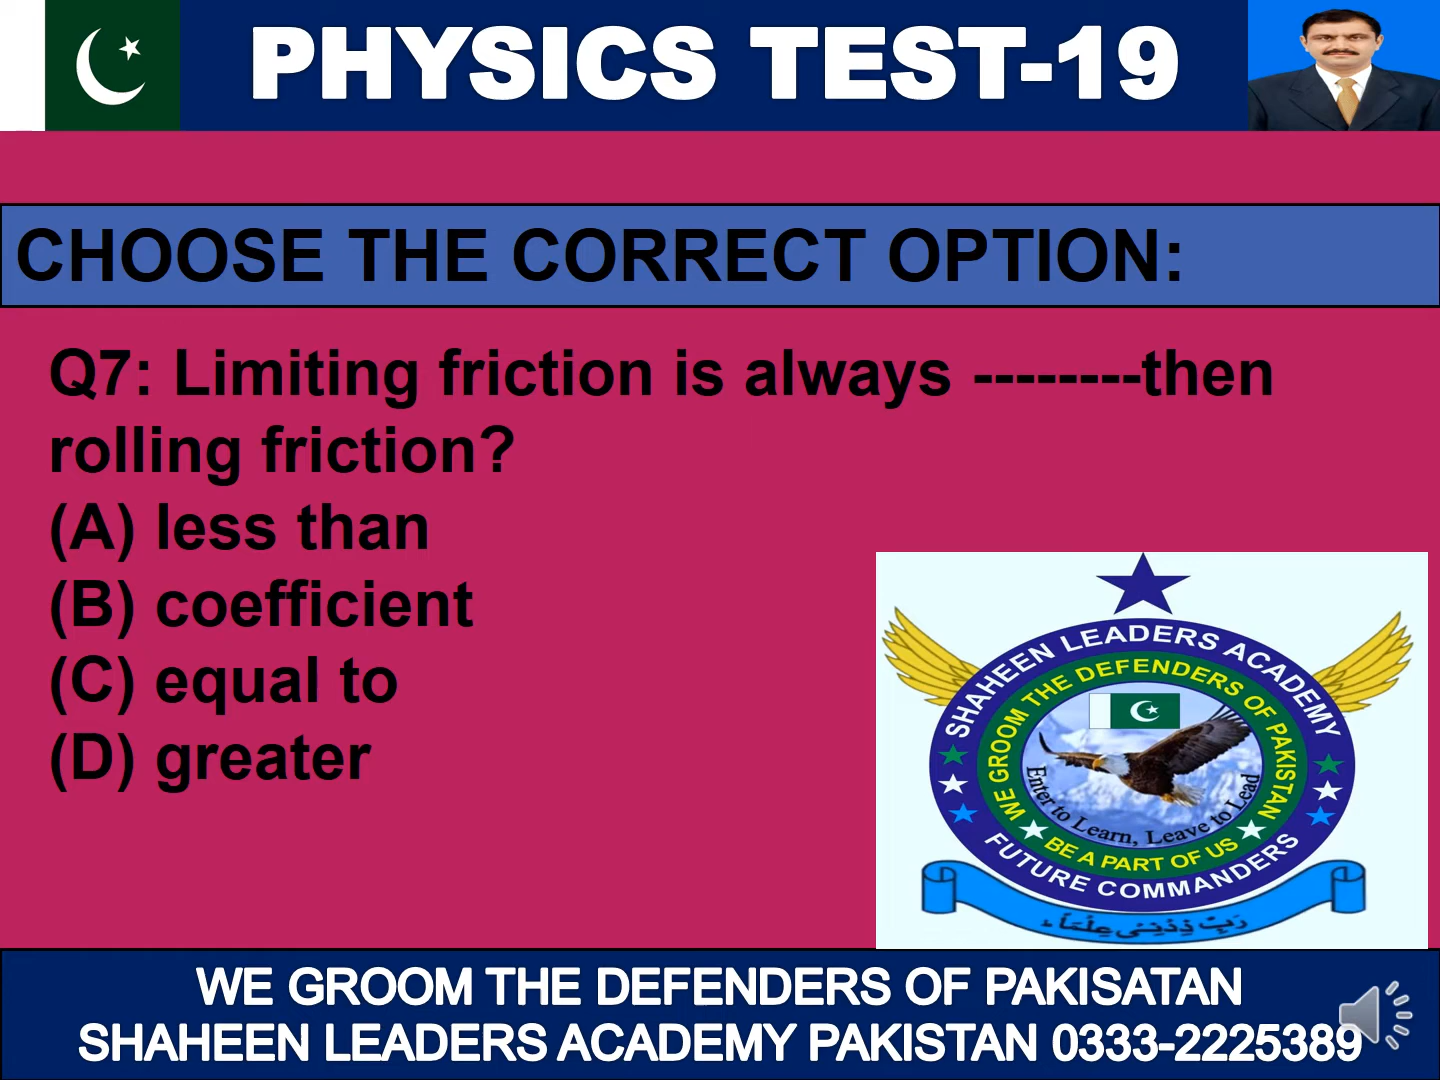 PHYSICS TEST-19
CHOOSE THE CORRECT OPTION:
Q7: Limiting friction is always --------then
rolling friction?
(A) less than
(B) coefficient
(C) equal to
(D) greater
SHAHEEN LEADERS ACADEMY
WE GROOM THE DEFENDERS OF PAKISTAN
Enter to Learn, Leave to Lead
BE A PART OF US
FUTURE COMMANDERS
رَبِّ زِدْنِي عِلْمًا
WE GROOM THE DEFENDERS OF PAKISATAN
SHAHEEN LEADERS ACADEMY PAKISTAN 0333-2225389